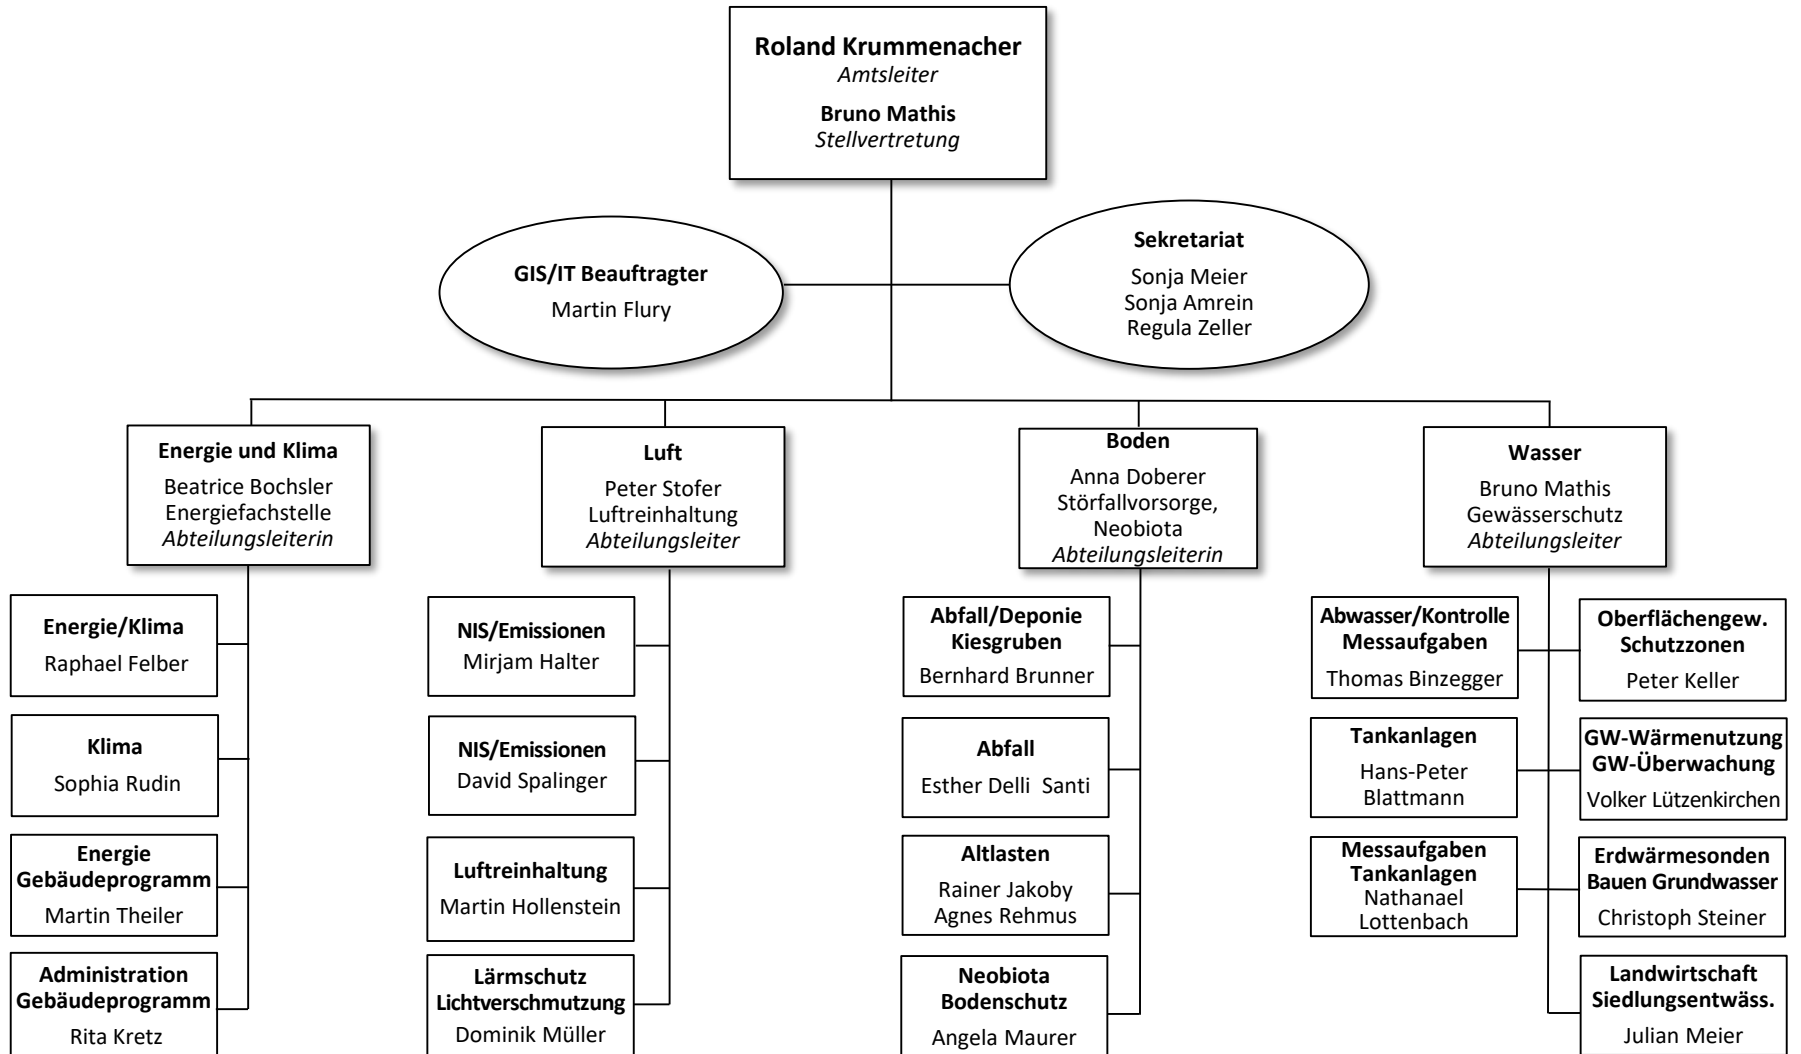 Roland Krummenacher
Amtsleiter
Bruno Mathis
Stellvertretung
GIS/IT Beauftragter
Martin Flury
Sekretariat
Sonja Meier
Sonja Amrein
Regula Zeller
Energie und Klima
Beatrice Bochsler
Energiefachstelle
Abteilungsleiterin
Energie/Klima
Raphael Felber
Klima
Sophia Rudin
Energie
Gebäudeprogramm
Martin Theiler
Administration
Gebäudeprogramm
Rita Kretz
Luft
Peter Stofer
Luftreinhaltung
Abteilungsleiter
NIS/Emissionen
Mirjam Halter
NIS/Emissionen
David Spalinger
Luftreinhaltung
Martin Hollenstein
Lärmschutz
Lichtverschmutzung
Dominik Müller
Boden
Anna Doberer
Störfallvorsorge,
Neobiota
Abteilungsleiterin
Abfall/Deponie
Kiesgruben
Bernhard Brunner
Abfall
Esther Delli Santi
Altlasten
Rainer Jakoby
Agnes Rehmus
Neobiota
Bodenschutz
Angela Maurer
Wasser
Bruno Mathis
Gewässerschutz
Abteilungsleiter
Abwasser/Kontrolle
Messaufgaben
Thomas Binzegger
Tankanlagen
Hans-Peter
Blattmann
Messaufgaben
Tankanlagen
Nathanael
Lottenbach
Oberflächengew.
Schutzzonen
Peter Keller
GW-Wärmenutzung
GW-Überwachung
Volker Lützenkirchen
Erdwärmesonden
Bauen Grundwasser
Christoph Steiner
Landwirtschaft
Siedlungsentwäss.
Julian Meier